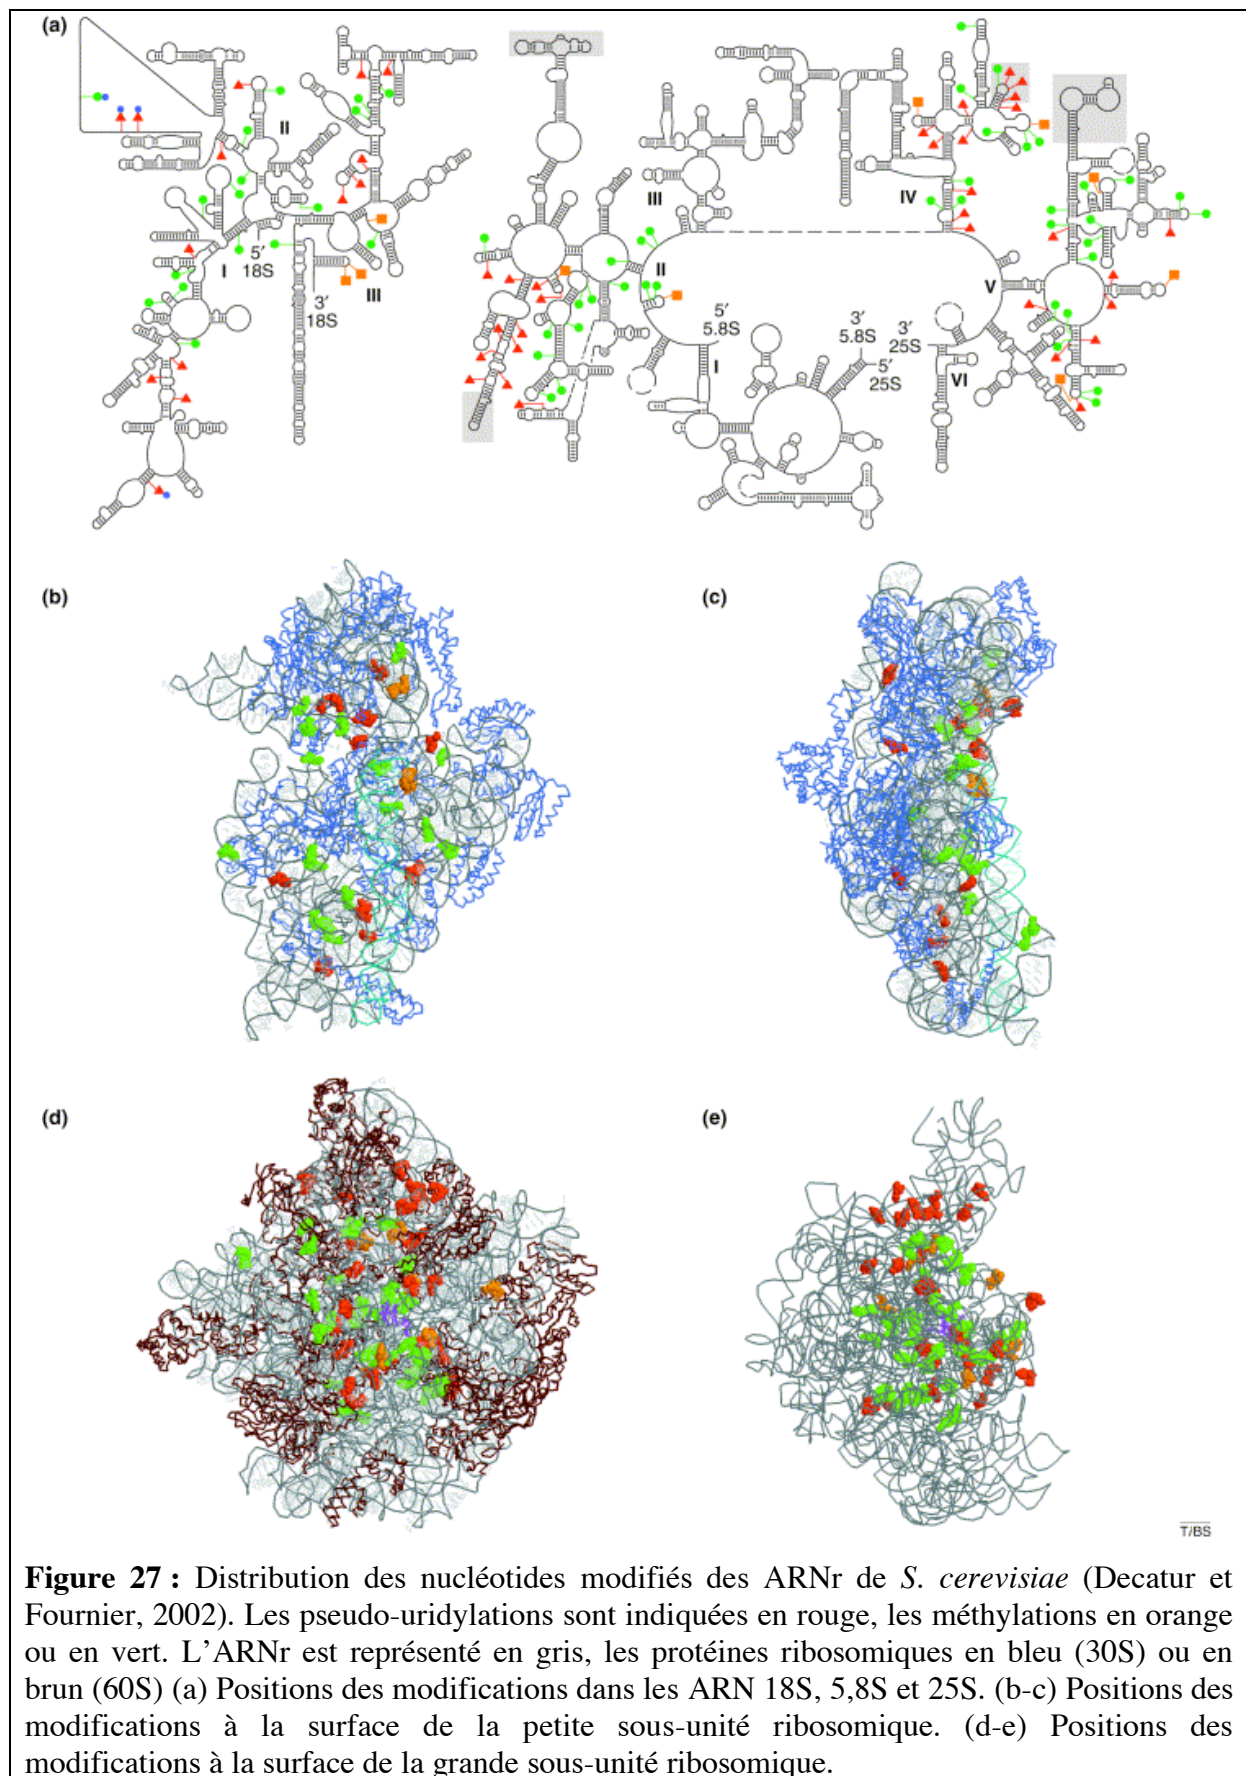 (a)
II
I
5′
18S
3′
18S
III
III
II
IV
V
5′
5.8S
3′
5.8S
3′
25S
5′
25S
I
VI
(b)
(c)
(d)
(e)
T/BS
Figure 27 : Distribution des nucléotides modifiés des ARNr de S. cerevisiae (Decatur et
Fournier, 2002). Les pseudo-uridylations sont indiquées en rouge, les méthylations en orange
ou en vert. L’ARNr est représenté en gris, les protéines ribosomiques en bleu (30S) ou en
brun (60S) (a) Positions des modifications dans les ARN 18S, 5,8S et 25S. (b-c) Positions des
modifications à la surface de la petite sous-unité ribosomique. (d-e) Positions des
modifications à la surface de la grande sous-unité ribosomique.